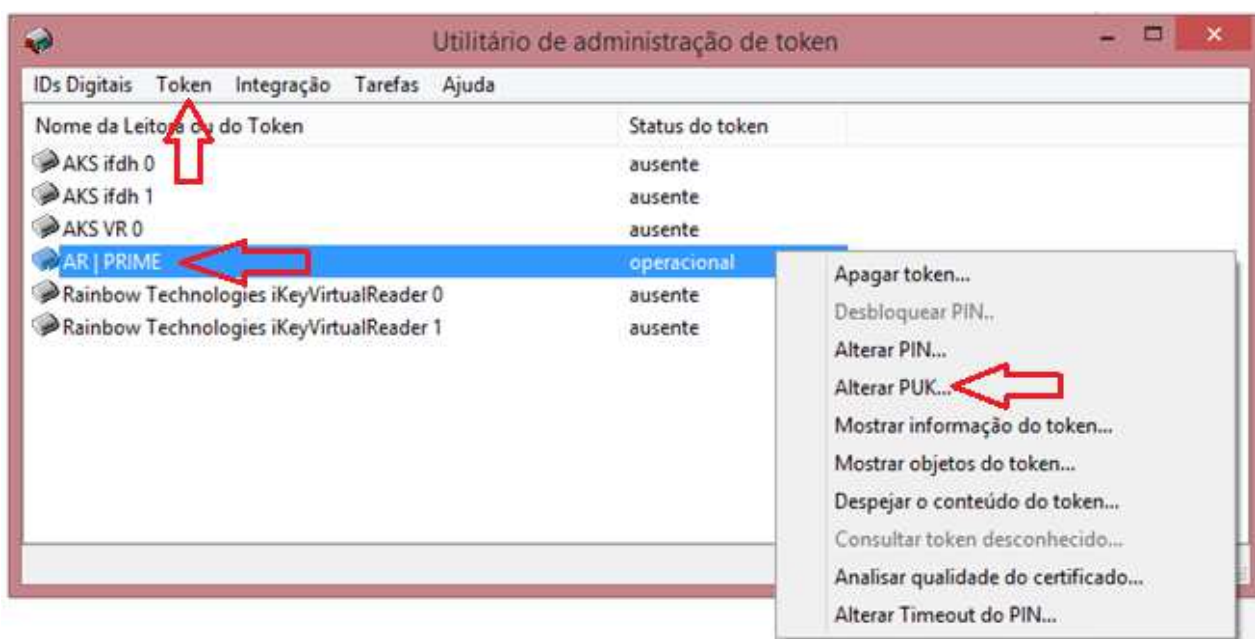 Utilitário de administração de token
IDs Digitais Token Integração Tarefas Ajuda
Nome da Leitora ou do Token Status do token
AKS ifdh 0 ausente
AKS ifdh 1 ausente
AKS VR 0 ausente
AR | PRIME operacional
Rainbow Technologies iKeyVirtualReader 0 ausente
Rainbow Technologies iKeyVirtualReader 1 ausente
Apagar token...
Desbloquear PIN..
Alterar PIN...
Alterar PUK...
Mostrar informação do token...
Mostrar objetos do token...
Despejar o conteúdo do token...
Consultar token desconhecido...
Analisar qualidade do certificado...
Alterar Timeout do PIN...